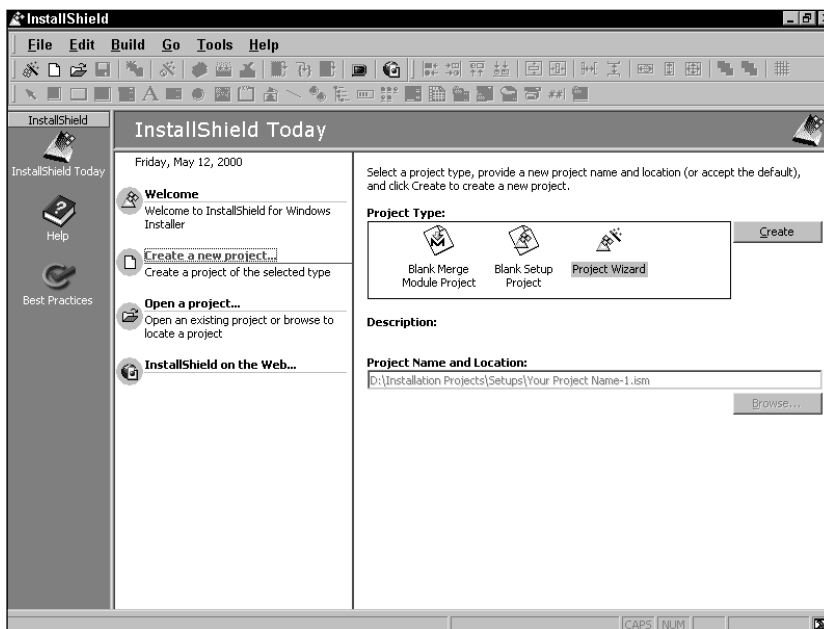 InstallShield
File Edit Build Go Tools Help
InstallShield
InstallShield Today
Help
Best Practices
InstallShield Today
Friday, May 12, 2000
Welcome
Welcome to InstallShield for Windows
Installer
Create a new project...
Create a project of the selected type
Open a project...
Open an existing project or browse to
locate a project
InstallShield on the Web...
Select a project type, provide a new project name and location (or accept the default),
and click Create to create a new project.
Project Type:
Blank Merge
Module Project
Blank Setup
Project
Project Wizard
Create
Description:
Project Name and Location:
D:\Installation Projects\Setups\Your Project Name-1.ism
Browse...
CAPS NUM